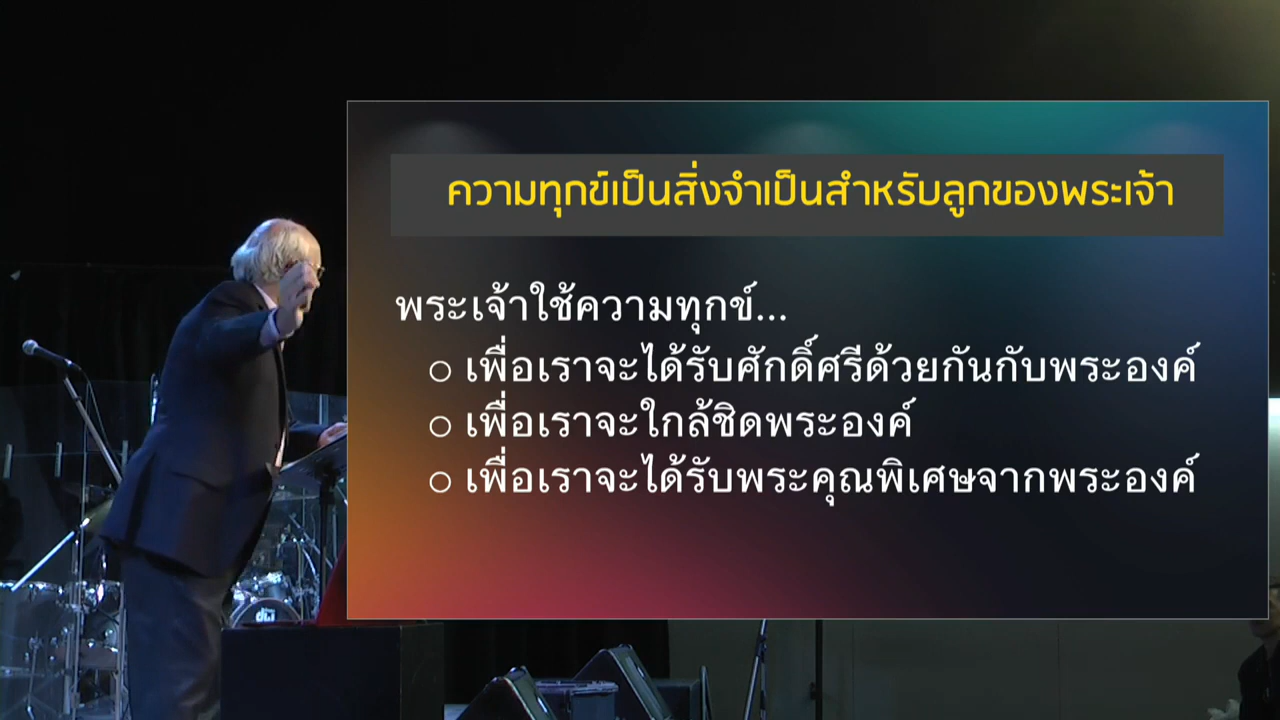 ความทุกข์เป็นสิ่งจำเป็นสำหรับลูกของพระเจ้า
พระเจ้าใช้ความทุกข์...
○ เพื่อเราจะได้รับศักดิ์ศรีด้วยกันกับพระองค์
○ เพื่อเราจะใกล้ชิดพระองค์
○ เพื่อเราจะได้รับพระคุณพิเศษจากพระองค์
dw